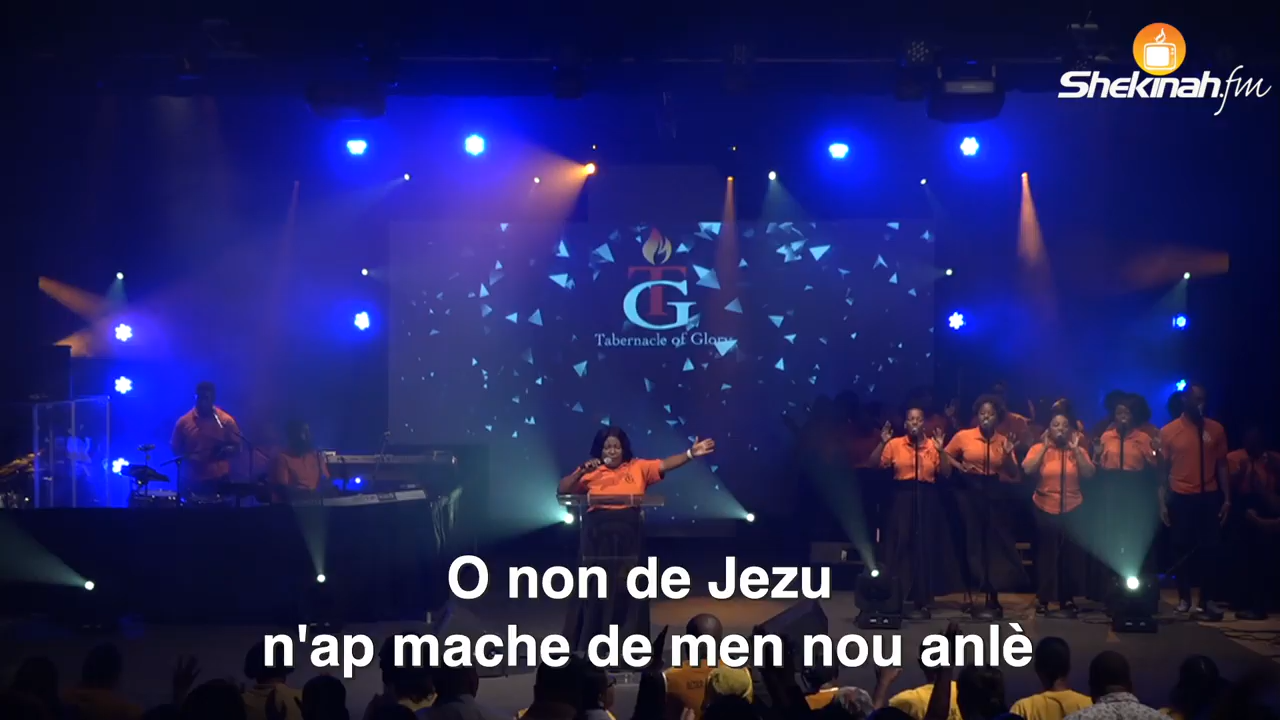 Shekinah.fm
TG
Tabernacle of Glory
O non de Jezu
n'ap mache de men nou anlè